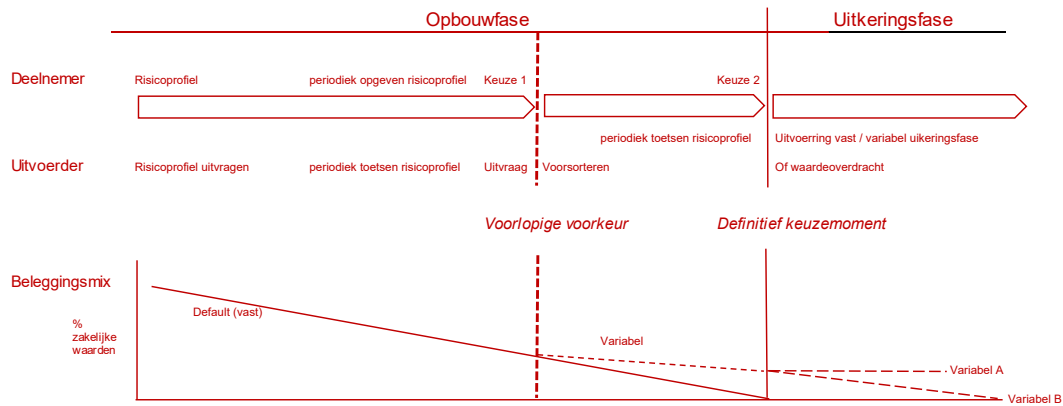 Opbouwfase Uitkeringsfase
Deelnemer Risicoprofiel periodiek opgeven risicoprofiel Keuze 1 Keuze 2
periodiek toetsen risicoprofiel Uitvoerring vast / variabel uikeringsfase
Uitvoerder Risicoprofiel uitvragen periodiek toetsen risicoprofiel Uitvraag Voorsorteren Of waardeoverdracht
Voorlopige voorkeur Definitief keuzemoment
Beleggingsmix
Default (vast)
%
zakelijke
waarden
Variabel
Variabel A
Variabel B